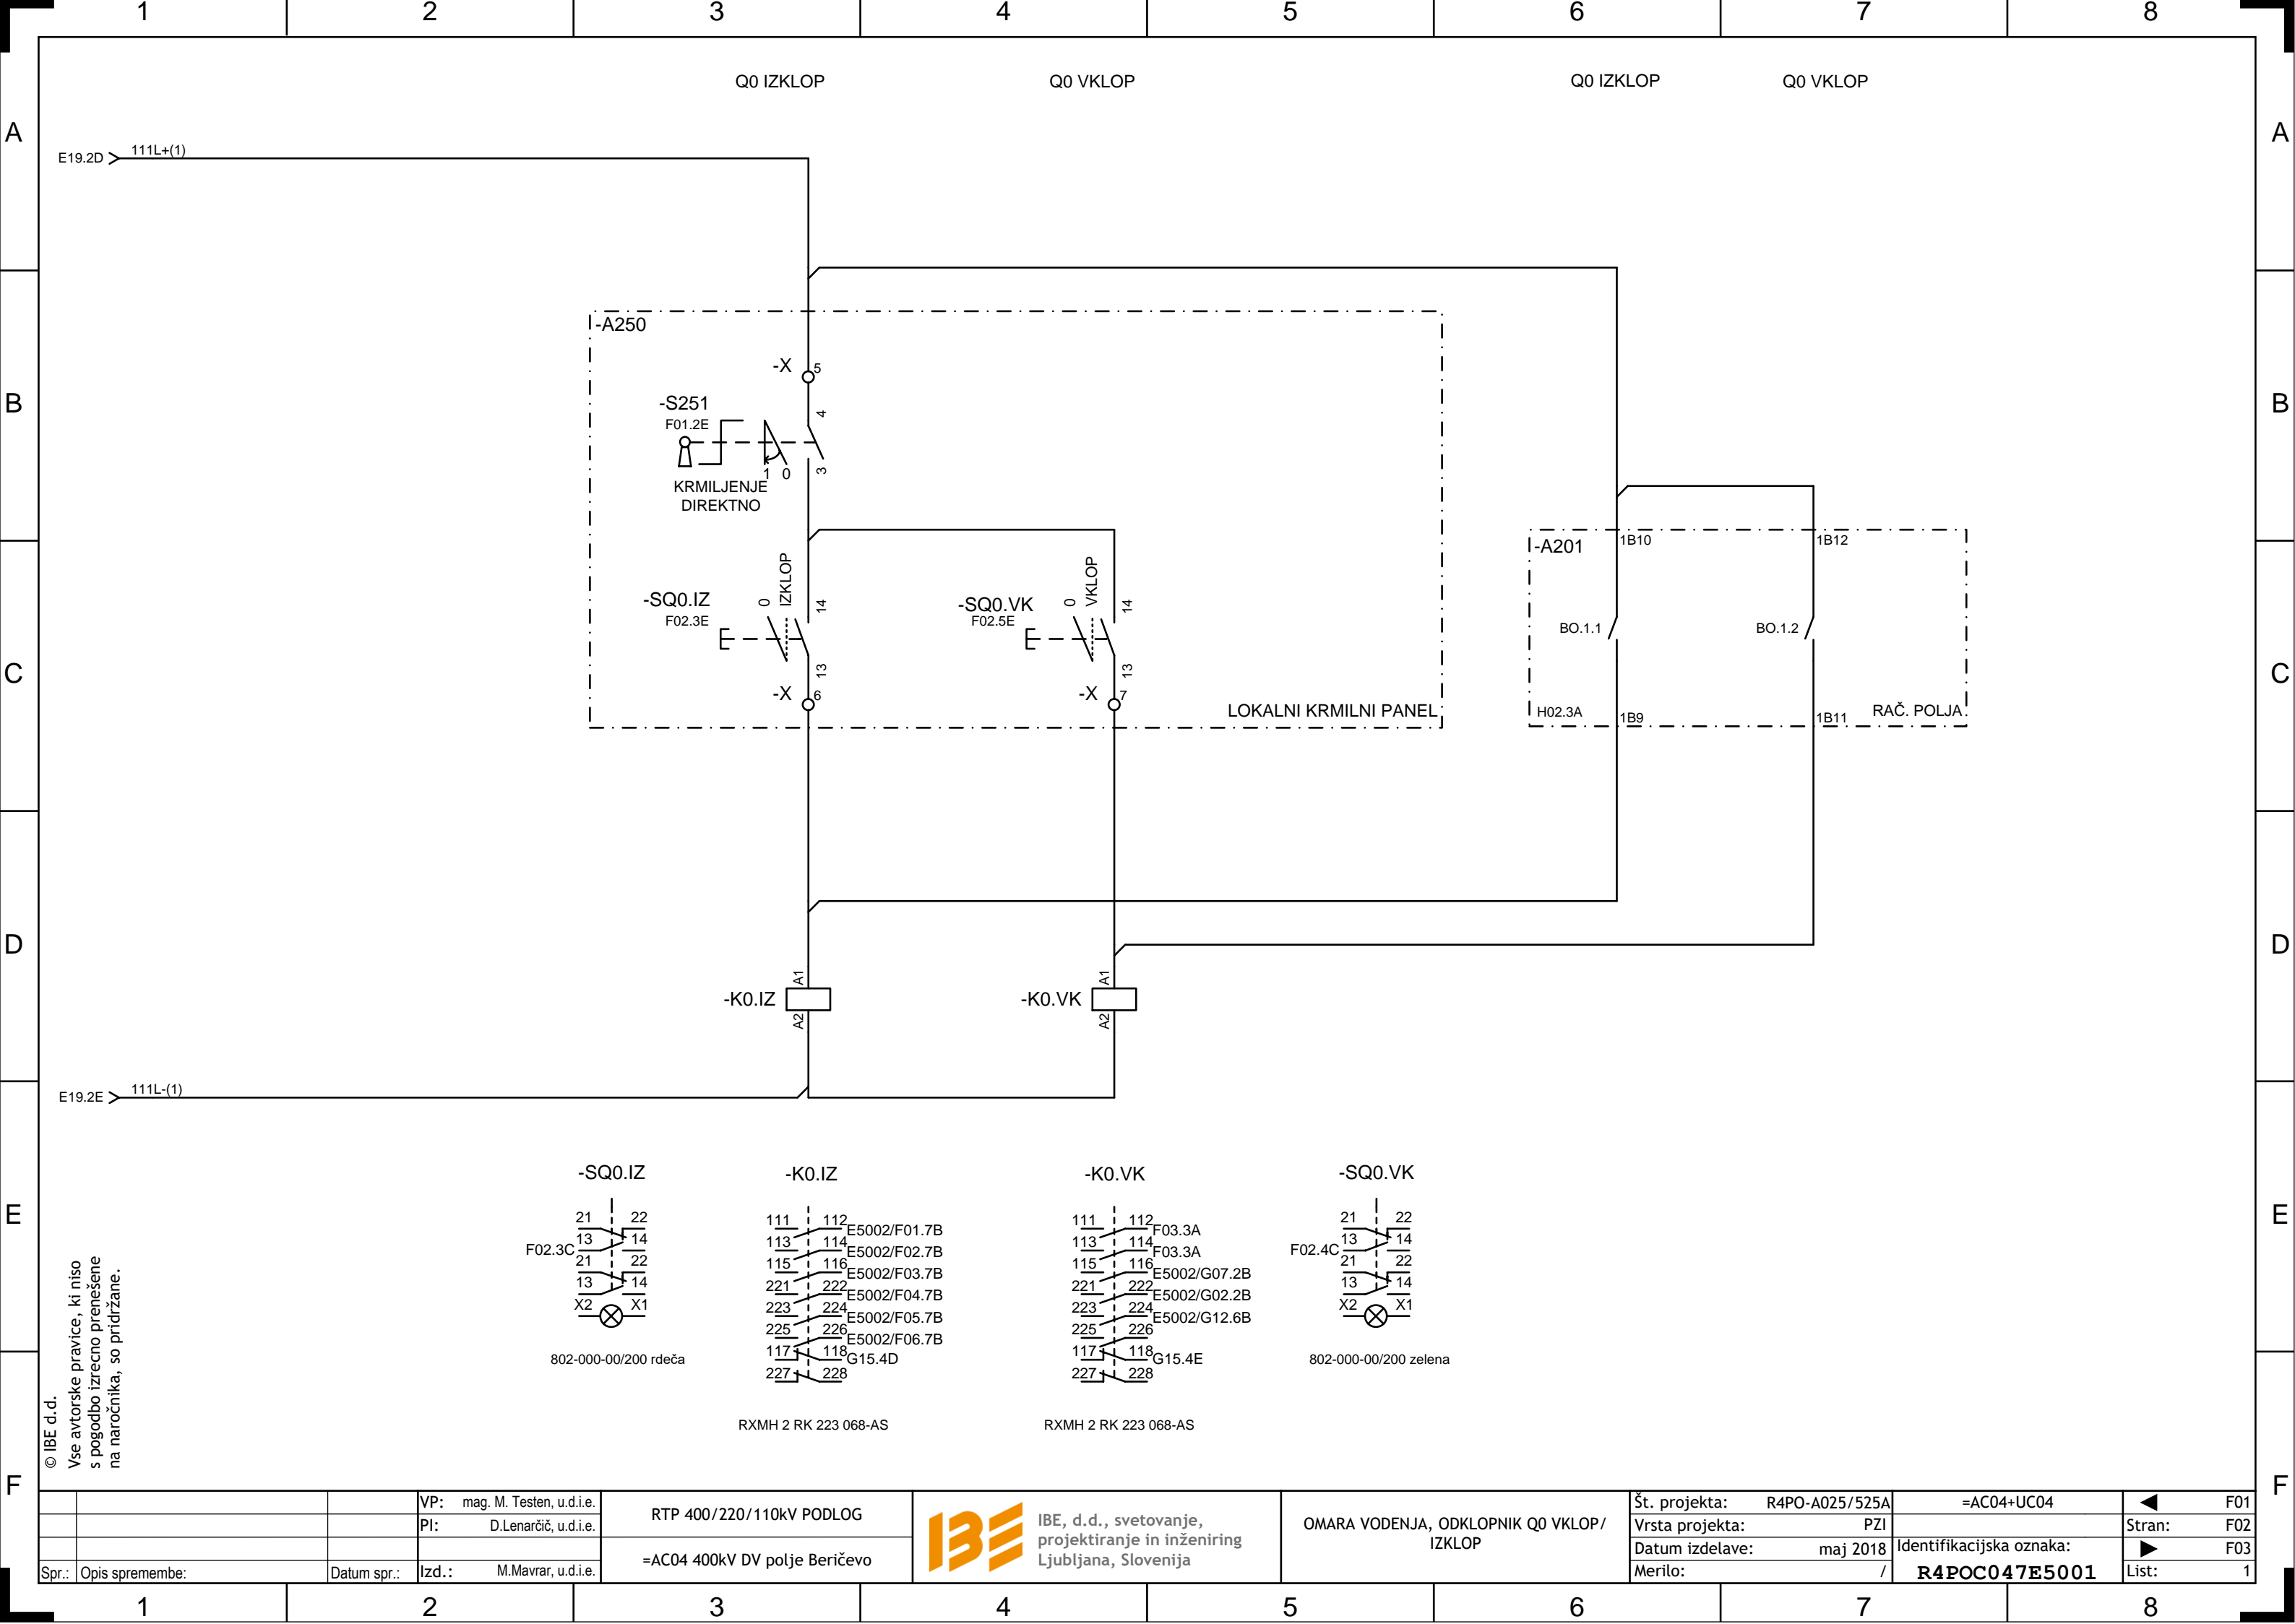 1 2 3 4 5 6 7 8
Q0 IZKLOP Q0 VKLOP Q0 IZKLOP Q0 VKLOP
A A
E19.2D 111L+(1)
-A250
-X 5
B B
-S251
F01.2E
4
1 0 3
KRMILJENJE
DIREKTNO
-A201 1B10 1B12
-SQ0.IZ
F02.3E
0 IZKLOP 14
13
-SQ0.VK
F02.5E
0 VKLOP 14
13
BO.1.1 BO.1.2
C C
-X 6 -X 7
LOKALNI KRMILNI PANEL
H02.3A 1B9 1B11 RAČ. POLJA
D D
-K0.IZ A1 A2
-K0.VK A1 A2
E19.2E 111L-(1)
-SQ0.IZ -K0.IZ -K0.VK -SQ0.VK
E E
-SQ0.IZ
21 22
F02.3C 13 14
21 22
13 14
X2 X1
802-000-00/200 rdeča
111 112 E5002/F01.7B
113 114 E5002/F02.7B
115 116 E5002/F03.7B
221 222 E5002/F04.7B
223 224 E5002/F05.7B
225 226 E5002/F06.7B
117 118 G15.4D
227 228
RXMH 2 RK 223 068-AS
111 112 F03.3A
113 114 F03.3A
115 116 E5002/G07.2B
221 222 E5002/G02.2B
223 224 E5002/G12.6B
225 226
117 118 G15.4E
227 228
RXMH 2 RK 223 068-AS
21 22
F02.4C 13 14
21 22
13 14
X2 X1
802-000-00/200 zelena
© IBE d.d.
Vse avtorske pravice, ki niso
s pogodbo izrecno prenešene
na naročnika, so pridržane.
F F
Spr.: Opis spremembe: Datum spr.:
VP: mag. M. Testen, u.d.i.e.
PI: D.Lenarčič, u.d.i.e.
Izd.: M.Mavrar, u.d.i.e.
RTP 400/220/110kV PODLOG
=AC04 400kV DV polje Beričevo
IBE
IBE, d.d., svetovanje,
projektiranje in inženiring
Ljubljana, Slovenija
OMARA VODENJA, ODKLOPNIK Q0 VKLOP/
IZKLOP
Št. projekta: R4PO-A025/525A
Vrsta projekta: PZI
Datum izdelave: maj 2018
Merilo: /
=AC04+UC04
Identifikacijska oznaka:
R4POC047E5001
F01
Stran: F02
F03
List: 1
1 2 3 4 5 6 7 8